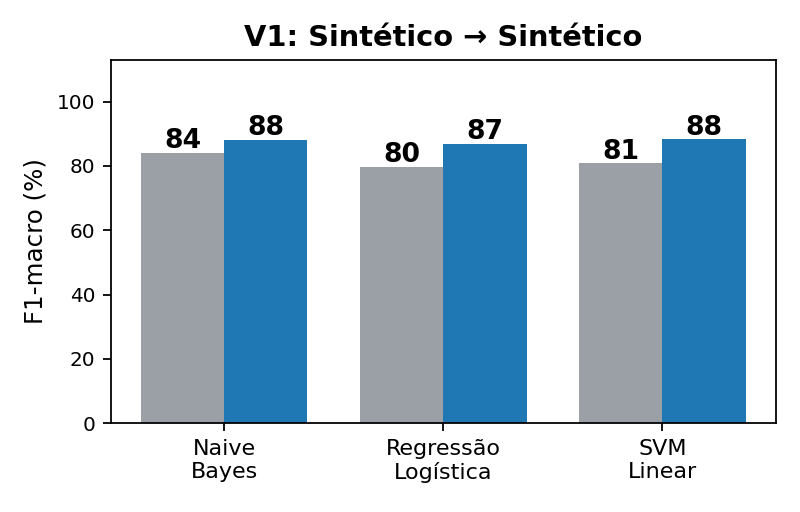 V1: Sintético → Sintético
F1-macro (%)
100
80
60
40
20
0
84
88
80
87
81
88
Naive
Bayes
Regressão
Logística
SVM
Linear